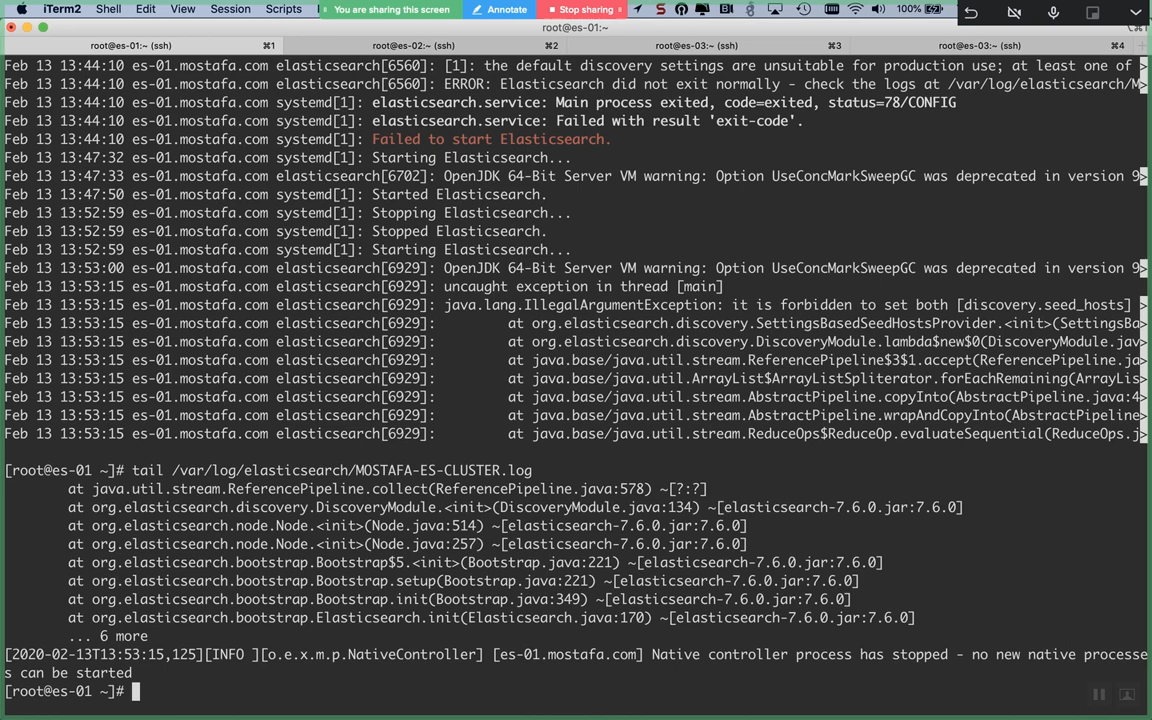 iTerm2 Shell Edit View Session Scripts You are sharing this screen Annotate Stop sharing 100%
root@es-01:~ (ssh)
root@es-01:~ (ssh) ⌘1 root@es-02:~ (ssh) ⌘2 root@es-03:~ (ssh) ⌘3 root@es-03:~ (ssh) ⌘4
Feb 13 13:44:10 es-01.mostafa.com elasticsearch[6560]: [1]: the default discovery settings are unsuitable for production use; at least one of >
Feb 13 13:44:10 es-01.mostafa.com elasticsearch[6560]: ERROR: Elasticsearch did not exit normally - check the logs at /var/log/elasticsearch/M>
Feb 13 13:44:10 es-01.mostafa.com systemd[1]: elasticsearch.service: Main process exited, code=exited, status=78/CONFIG
Feb 13 13:44:10 es-01.mostafa.com systemd[1]: elasticsearch.service: Failed with result 'exit-code'.
Feb 13 13:44:10 es-01.mostafa.com systemd[1]: Failed to start Elasticsearch.
Feb 13 13:47:32 es-01.mostafa.com systemd[1]: Starting Elasticsearch...
Feb 13 13:47:33 es-01.mostafa.com elasticsearch[6702]: OpenJDK 64-Bit Server VM warning: Option UseConcMarkSweepGC was deprecated in version 9>
Feb 13 13:47:50 es-01.mostafa.com systemd[1]: Started Elasticsearch.
Feb 13 13:52:59 es-01.mostafa.com systemd[1]: Stopping Elasticsearch...
Feb 13 13:52:59 es-01.mostafa.com systemd[1]: Stopped Elasticsearch.
Feb 13 13:52:59 es-01.mostafa.com systemd[1]: Starting Elasticsearch...
Feb 13 13:53:00 es-01.mostafa.com elasticsearch[6929]: OpenJDK 64-Bit Server VM warning: Option UseConcMarkSweepGC was deprecated in version 9>
Feb 13 13:53:15 es-01.mostafa.com elasticsearch[6929]: uncaught exception in thread [main]
Feb 13 13:53:15 es-01.mostafa.com elasticsearch[6929]: java.lang.IllegalArgumentException: it is forbidden to set both [discovery.seed_hosts] >
Feb 13 13:53:15 es-01.mostafa.com elasticsearch[6929]: at org.elasticsearch.discovery.SettingsBasedSeedHostsProvider.<init>(SettingsBa>
Feb 13 13:53:15 es-01.mostafa.com elasticsearch[6929]: at org.elasticsearch.discovery.DiscoveryModule.lambda$new$0(DiscoveryModule.jav>
Feb 13 13:53:15 es-01.mostafa.com elasticsearch[6929]: at java.base/java.util.stream.ReferencePipeline$3$1.accept(ReferencePipeline.ja>
Feb 13 13:53:15 es-01.mostafa.com elasticsearch[6929]: at java.base/java.util.ArrayList$ArrayListSpliterator.forEachRemaining(ArrayLis>
Feb 13 13:53:15 es-01.mostafa.com elasticsearch[6929]: at java.base/java.util.stream.AbstractPipeline.copyInto(AbstractPipeline.java:4>
Feb 13 13:53:15 es-01.mostafa.com elasticsearch[6929]: at java.base/java.util.stream.AbstractPipeline.wrapAndCopyInto(AbstractPipeline>
Feb 13 13:53:15 es-01.mostafa.com elasticsearch[6929]: at java.base/java.util.stream.ReduceOps$ReduceOp.evaluateSequential(ReduceOps.j>
[root@es-01 ~]# tail /var/log/elasticsearch/MOSTAFA-ES-CLUSTER.log
at java.util.stream.ReferencePipeline.collect(ReferencePipeline.java:578) ~[?:?]
at org.elasticsearch.discovery.DiscoveryModule.<init>(DiscoveryModule.java:134) ~[elasticsearch-7.6.0.jar:7.6.0]
at org.elasticsearch.node.Node.<init>(Node.java:514) ~[elasticsearch-7.6.0.jar:7.6.0]
at org.elasticsearch.node.Node.<init>(Node.java:257) ~[elasticsearch-7.6.0.jar:7.6.0]
at org.elasticsearch.bootstrap.Bootstrap$5.<init>(Bootstrap.java:221) ~[elasticsearch-7.6.0.jar:7.6.0]
at org.elasticsearch.bootstrap.Bootstrap.setup(Bootstrap.java:221) ~[elasticsearch-7.6.0.jar:7.6.0]
at org.elasticsearch.bootstrap.Bootstrap.init(Bootstrap.java:349) ~[elasticsearch-7.6.0.jar:7.6.0]
at org.elasticsearch.bootstrap.Elasticsearch.init(Elasticsearch.java:170) ~[elasticsearch-7.6.0.jar:7.6.0]
... 6 more
[2020-02-13T13:53:15,125][INFO ][o.e.x.m.p.NativeController] [es-01.mostafa.com] Native controller process has stopped - no new native processe
s can be started
[root@es-01 ~]#